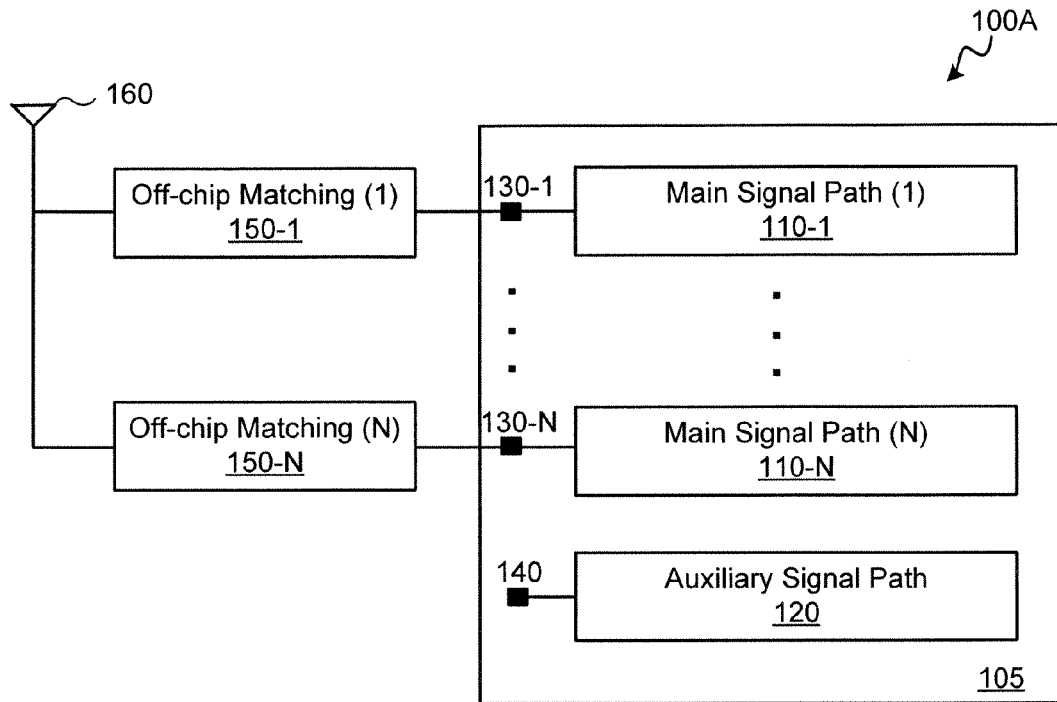 100A
160
Off-chip Matching (1)
150-1
130-1
Main Signal Path (1)
110-1
Off-chip Matching (N)
150-N
130-N
Main Signal Path (N)
110-N
140
Auxiliary Signal Path
120
105